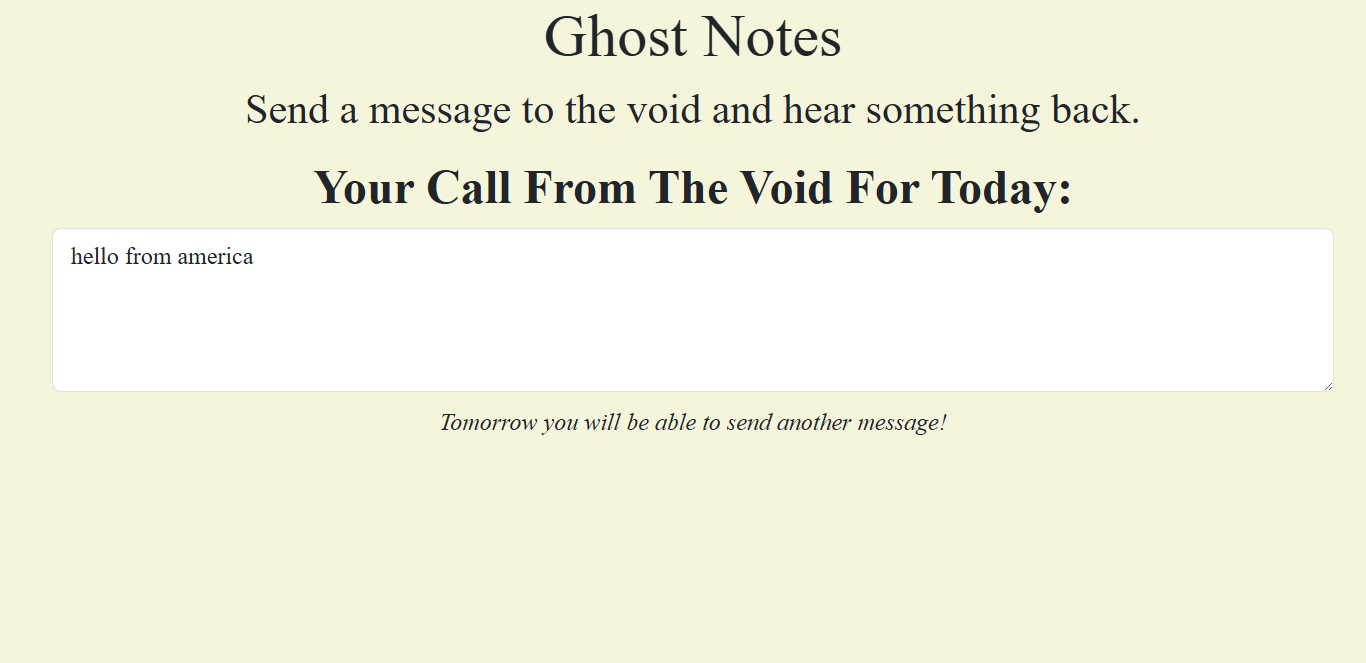 Ghost Notes
Send a message to the void and hear something back.
Your Call From The Void For Today:
hello from america
Tomorrow you will be able to send another message!